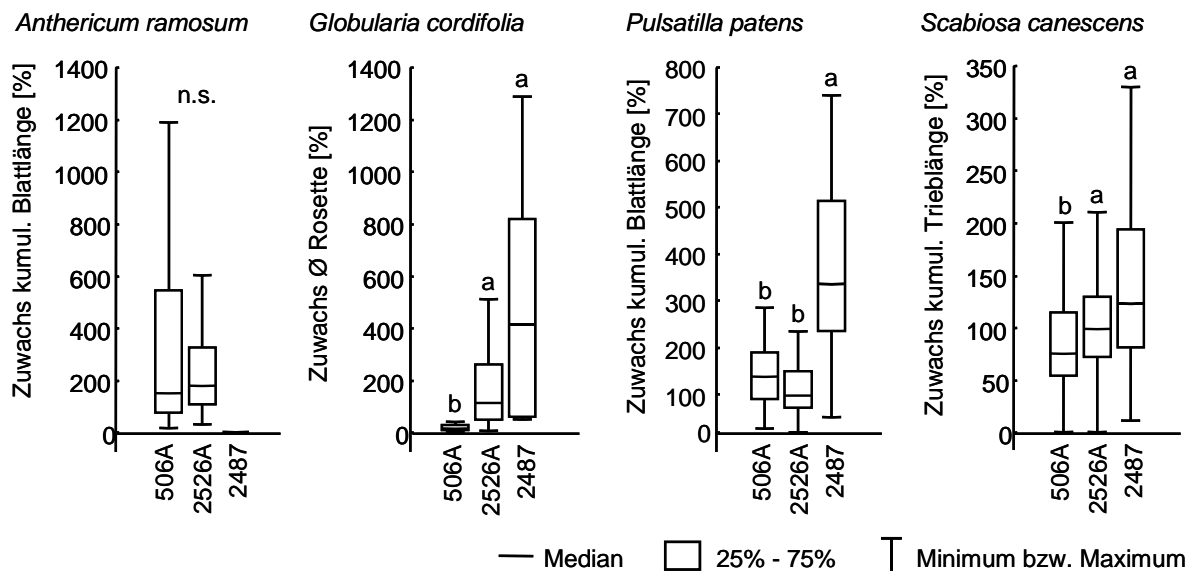 Anthericum ramosum
Globularia cordifolia
Pulsatilla patens
Scabiosa canescens
Zuwachs kumul. Blattlänge [%]
1400
1200
1000
800
600
400
200
0
n.s.
506A
2526A
2487
Zuwachs Ø Rosette [%]
1400
1200
1000
800
600
400
200
0
b
a
a
506A
2526A
2487
Zuwachs kumul. Blattlänge [%]
800
700
600
500
400
300
200
100
0
b
b
a
506A
2526A
2487
Zuwachs kumul. Trieblänge [%]
350
300
250
200
150
100
50
0
b
a
a
506A
2526A
2487
Median
25% - 75%
Minimum bzw. Maximum